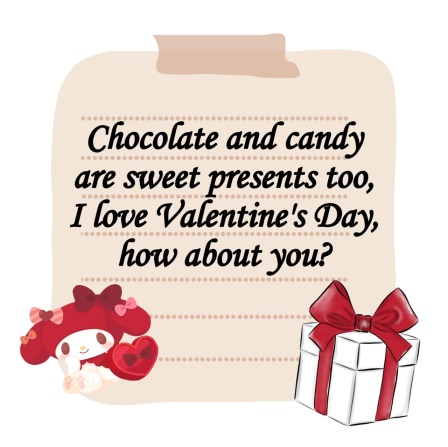 Chocolate and candy
are sweet presents too,
I love Valentine's Day,
how about you?